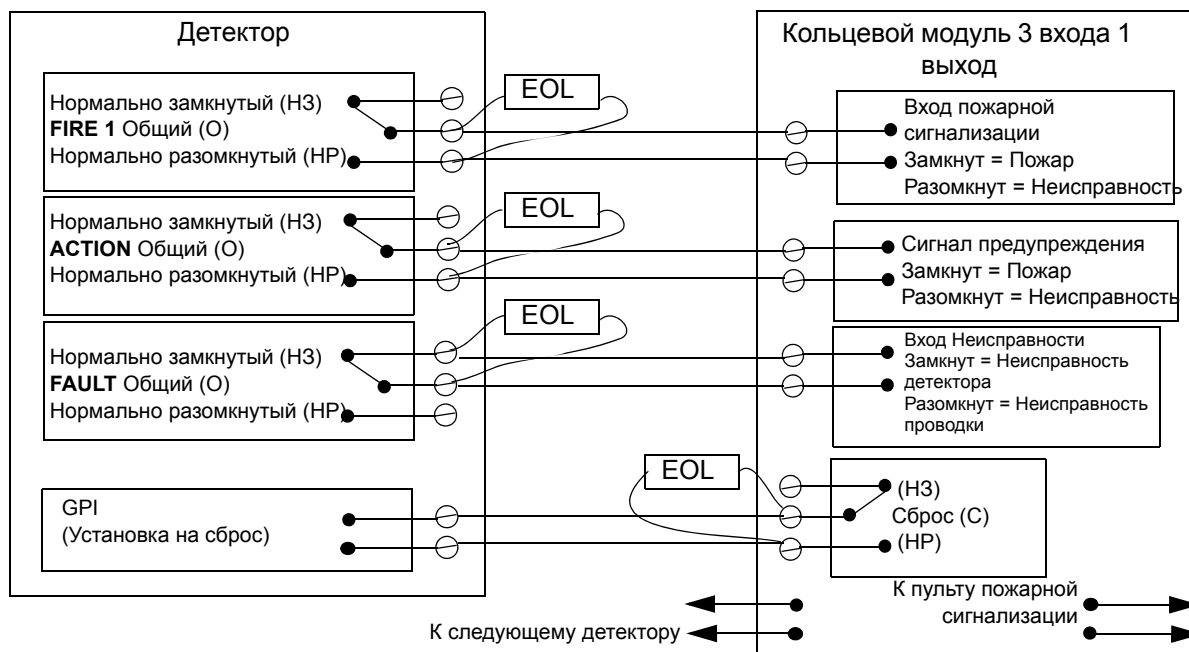 Детектор
Нормально замкнутый (НЗ)
FIRE 1 Общий (О)
Нормально разомкнутый (НР)
EOL
Нормально замкнутый (НЗ)
ACTION Общий (О)
Нормально разомкнутый (НР)
EOL
Нормально замкнутый (НЗ)
FAULT Общий (О)
Нормально разомкнутый (НР)
EOL
GPI
(Установка на сброс)
EOL
Кольцевой модуль 3 входа 1
выход
Вход пожарной
сигнализации
Замкнут = Пожар
Разомкнут = Неисправность
Сигнал предупреждения
Замкнут = Пожар
Разомкнут = Неисправность
Вход Неисправности
Замкнут = Неисправность
детектора
Разомкнут = Неисправность
проводки
(НЗ)
Сброс (С)
(НР)
К пульту пожарной
сигнализации
К следующему детектору